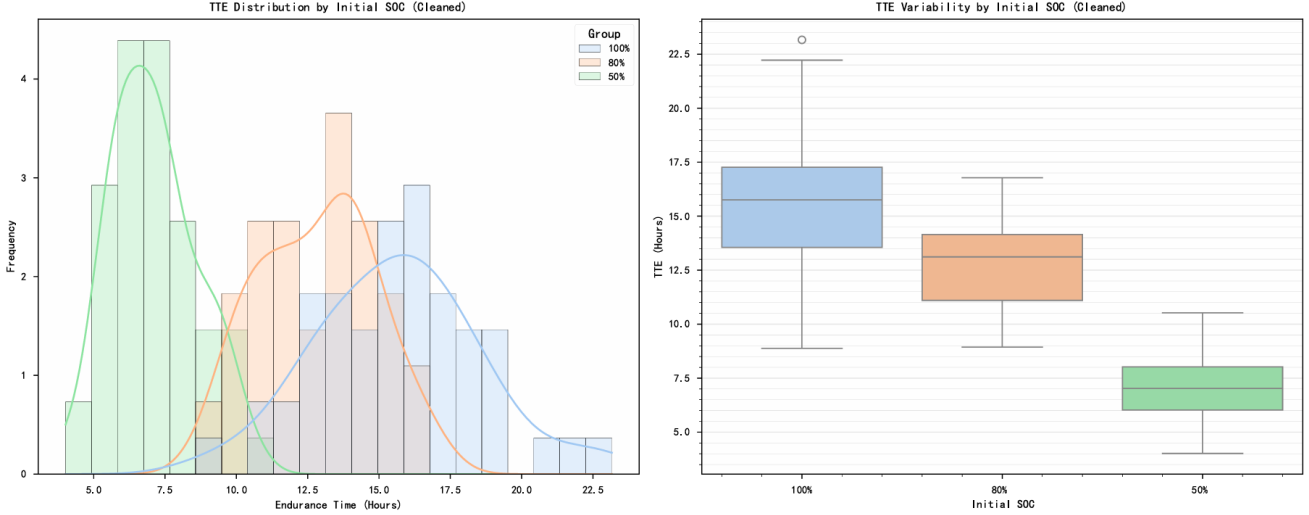 TTE Distribution by Initial SOC (Cleaned)
Group
100%
80%
50%
Frequency
4
3
2
1
0
5.0 7.5 10.0 12.5 15.0 17.5 20.0 22.5
Endurance Time (Hours)
TTE Variability by Initial SOC (Cleaned)
TTE (Hours)
22.5
20.0
17.5
15.0
12.5
10.0
7.5
5.0
100% 80% 50%
Initial SOC